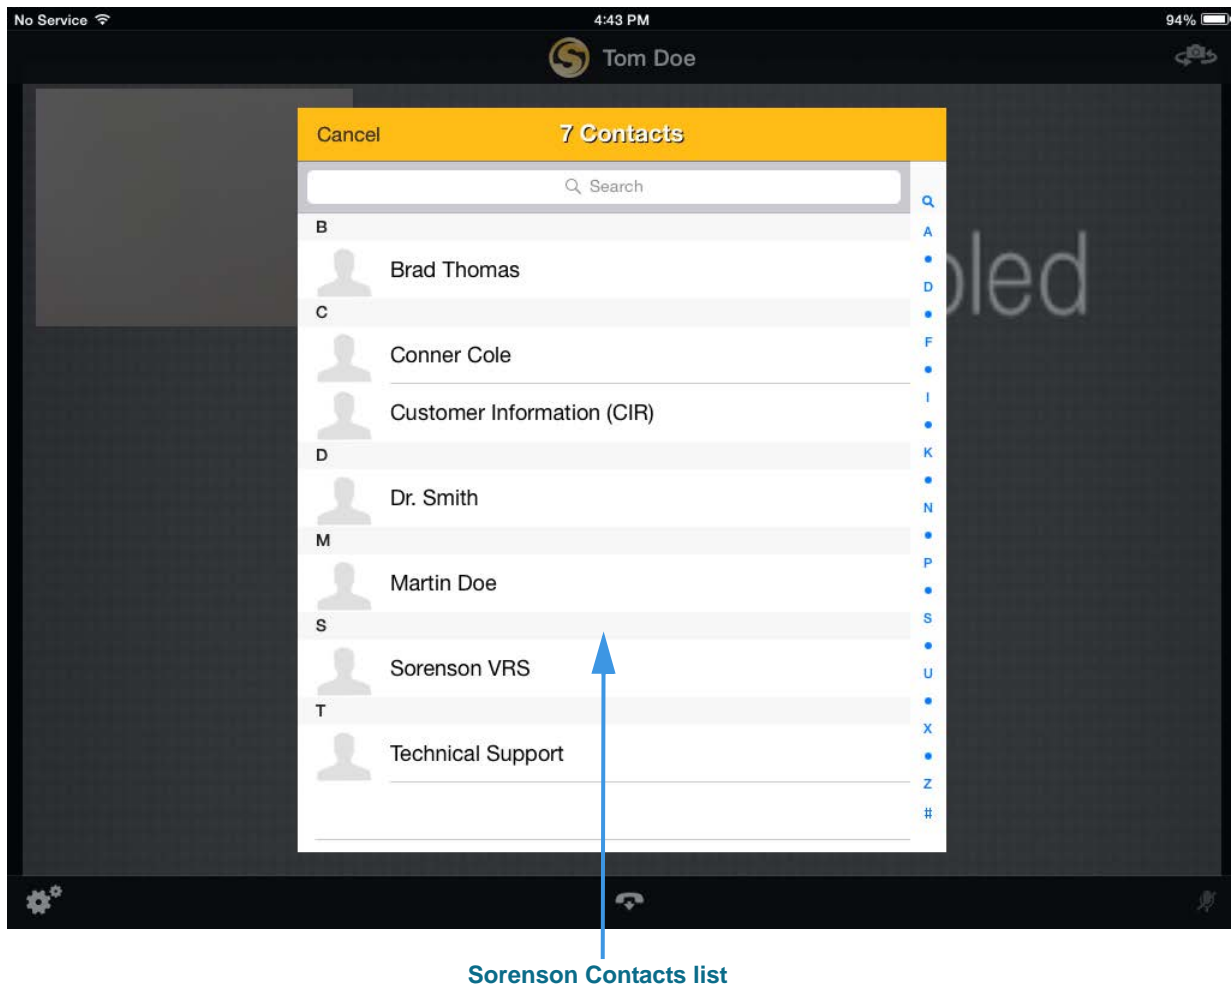 No Service 4:43 PM 94%
Tom Doe
Cancel 7 Contacts
Search
B
A
Brad Thomas
D
C
F
Conner Cole
I
Customer Information (CIR)
D
K
Dr. Smith
N
M
P
Martin Doe
S
S
Sorenson VRS
U
T
X
Technical Support
Z
#
Sorenson Contacts list